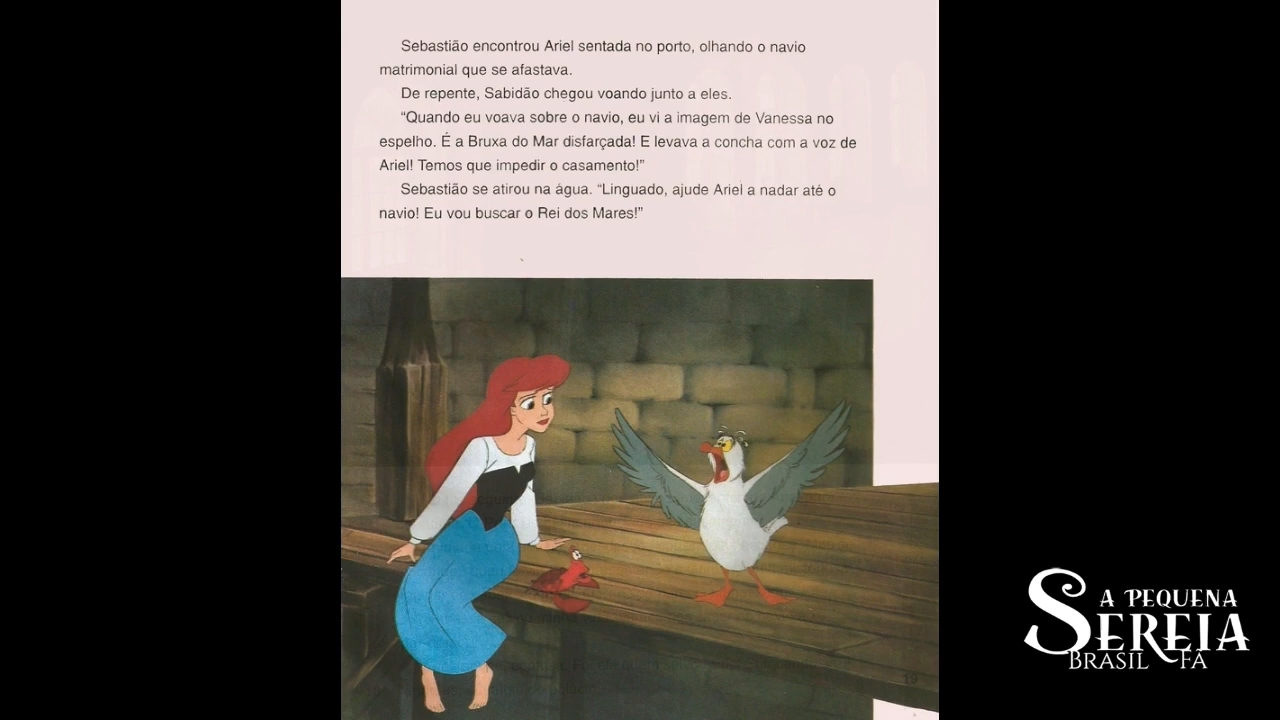 Sebastião encontrou Ariel sentada no porto, olhando o navio
matrimonial que se afastava.
De repente, Sabidão chegou voando junto a eles.
“Quando eu voava sobre o navio, eu vi a imagem de Vanessa no
espelho. É a Bruxa do Mar disfarçada! E levava a concha com a voz de
Ariel! Temos que impedir o casamento!”
Sebastião se atirou na água. “Linguado, ajude Ariel a nadar até o
navio! Eu vou buscar o Rei dos Mares!”
19
A PEQUENA
SEREIA
BRASIL FÃ